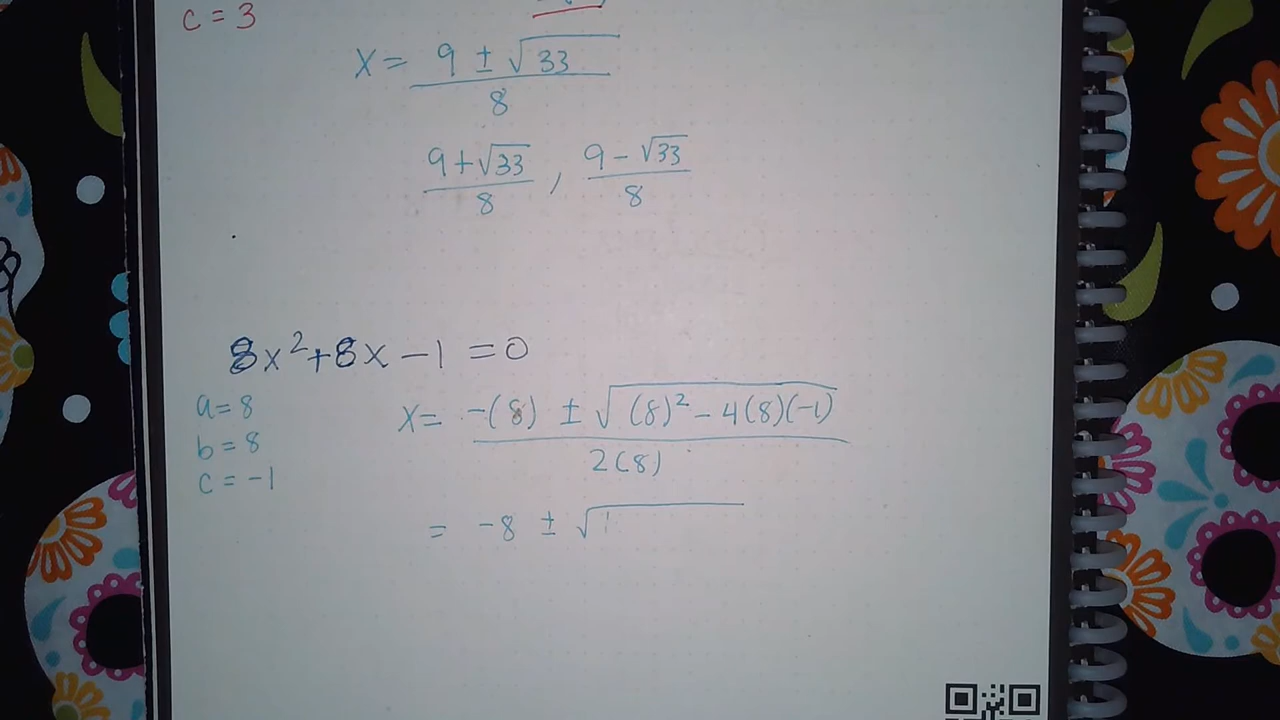 c = 3
x = 9 ± √33
8
9+√33 , 9 - √33
8 8
8x²+8x - 1 = 0
a = 8
x = -(8) ± √(8)² - 4(8)(-1)
b = 8
2(8)
c = -1
= -8 ± √